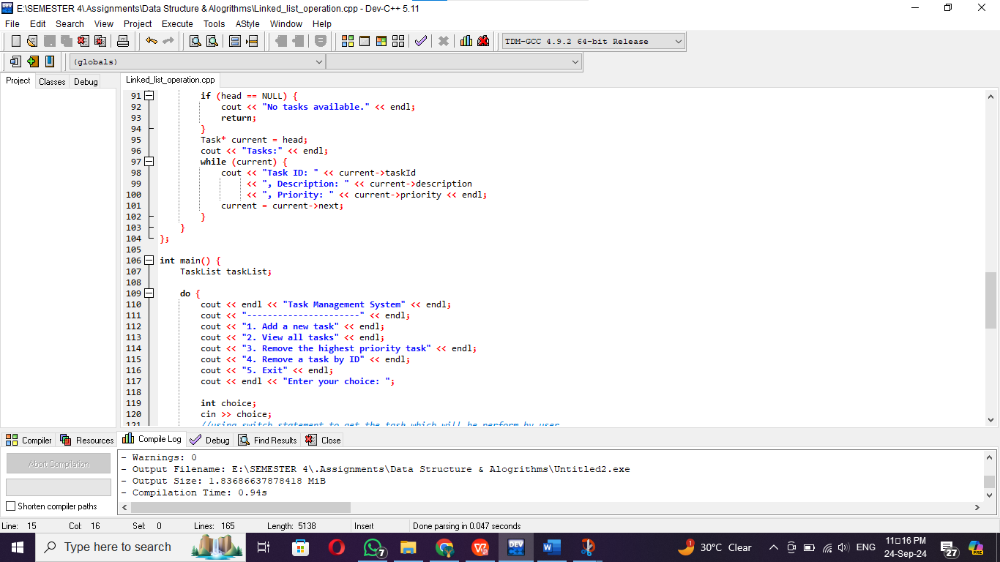 E:\SEMESTER 4\.Assignments\Data Structure & Alogrithms\Linked_list_operation.cpp - Dev-C++ 5.11
File Edit Search View Project Execute Tools AStyle Window Help
TDM-GCC 4.9.2 64-bit Release
(globals)
Project Classes Debug
Linked_list_operation.cpp
91 if (head == NULL) {
92 cout << "No tasks available." << endl;
93 return;
94 }
95 Task* current = head;
96 cout << "Tasks:" << endl;
97 while (current) {
98 cout << "Task ID: " << current->taskId
99 << ", Description: " << current->description
100 << ", Priority: " << current->priority << endl;
101 current = current->next;
102 }
103 }
104 };
105
106 int main() {
107 TaskList taskList;
108
109 do {
110 cout << endl << "Task Management System" << endl;
111 cout << "----------------------" << endl;
112 cout << "1. Add a new task" << endl;
113 cout << "2. View all tasks" << endl;
114 cout << "3. Remove the highest priority task" << endl;
115 cout << "4. Remove a task by ID" << endl;
116 cout << "5. Exit" << endl;
117 cout << endl << "Enter your choice: ";
118
119 int choice;
120 cin >> choice;
121 //using switch statement to get the task which will be perform by user
Compiler Resources Compile Log Debug Find Results Close
Abort Compilation
Shorten compiler paths
- Warnings: 0
- Output Filename: E:\SEMESTER 4\.Assignments\Data Structure & Alogrithms\Untitled2.exe
- Output Size: 1.83686637878418 MiB
- Compilation Time: 0.94s
Line: 15 Col: 16 Sel: 0 Lines: 165 Length: 5138 Insert Done parsing in 0.047 seconds
Type here to search
7
DEV
W
1
30°C Clear
ENG
11□16 PM
24-Sep-24
27
PRE